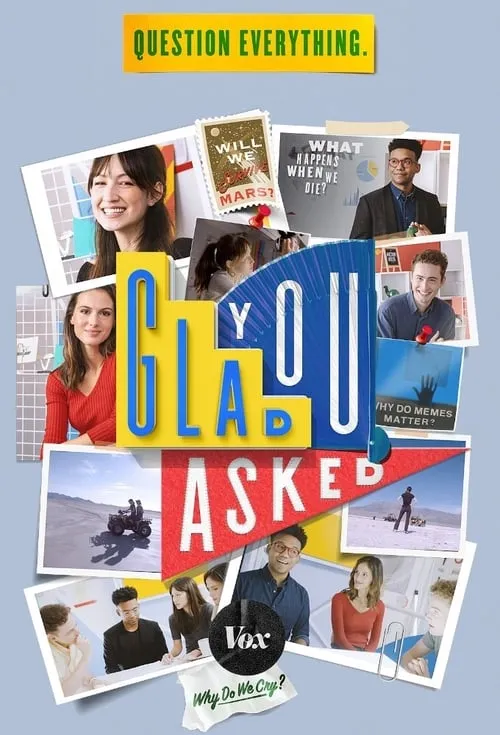 QUESTION EVERYTHING.
WILL
WE
Survive
MARS?
WHAT
HAPPENS
WHEN WE
DIE?
GLAD
YOU
ASKED
WHY DO MEMES
MATTER?
Vox
Why Do We Cry?